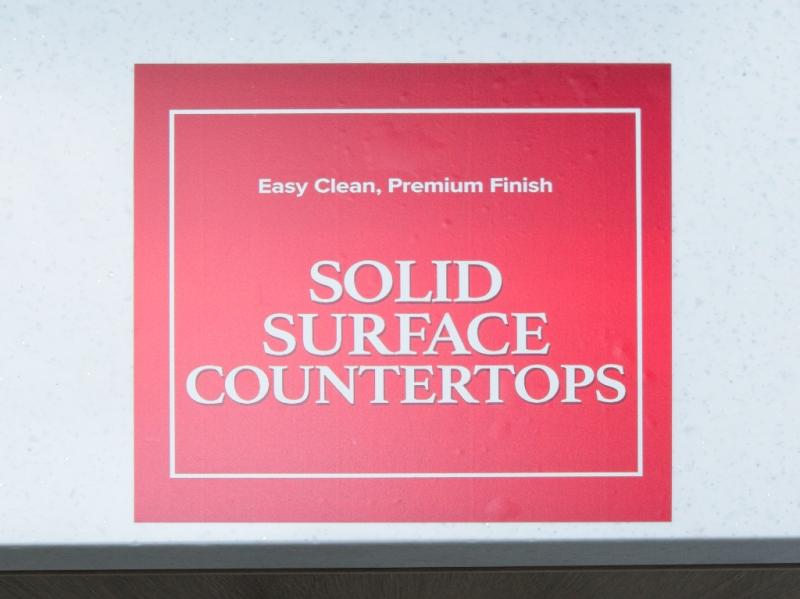 Easy Clean, Premium Finish
SOLID
SURFACE
COUNTERTOPS